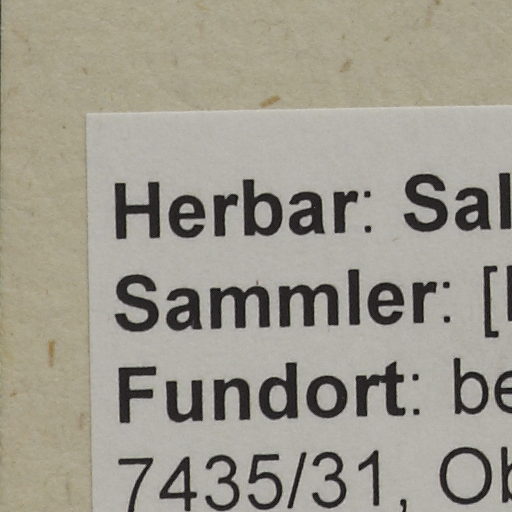 Herbar: Sal
Sammler: [
Fundort: be
7435/31, Ob